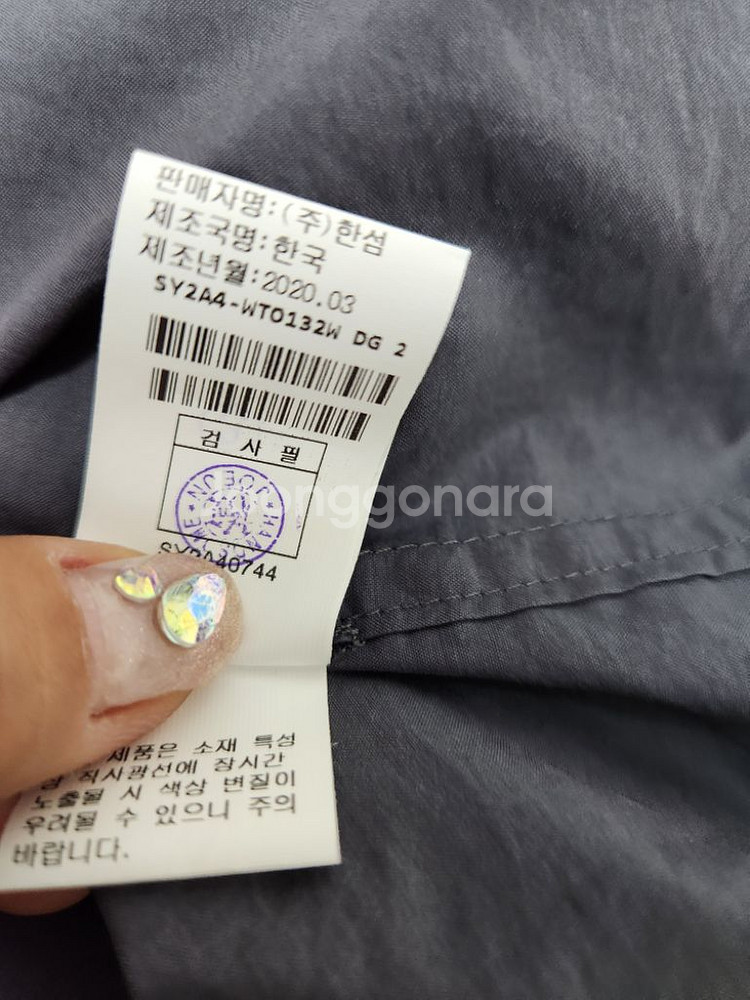 판매자명:(주)한섬
제조국명:한국
제조년월:2020.03
SY2A4-WTO132W DG 2
검 사 필
40744
제품은 소재 특성
직사광선에 장시간
노출될 시 색상 변질이
우려될 수 있으니 주의
바랍니다.